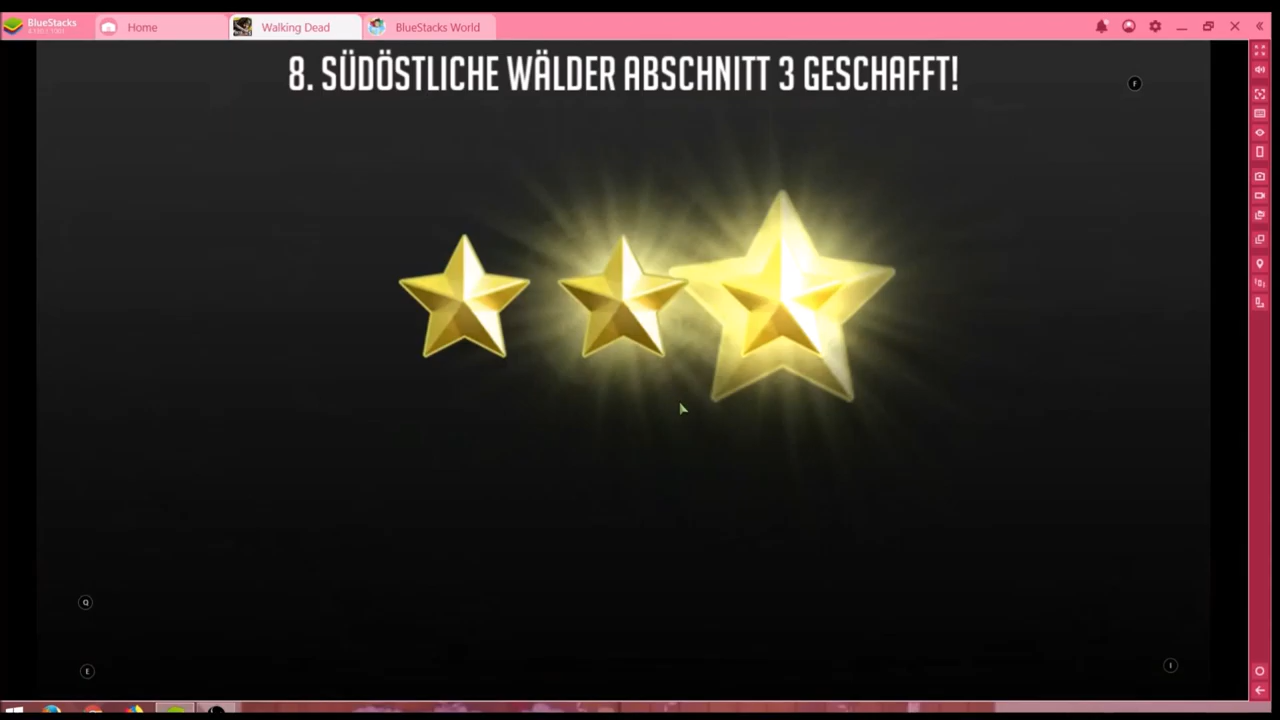 BlueStacks
Home
Walking Dead
BlueStacks World
8. SÜDÖSTLICHE WÄLDER ABSCHNITT 3 GESCHAFFT!
F
Q
E
I